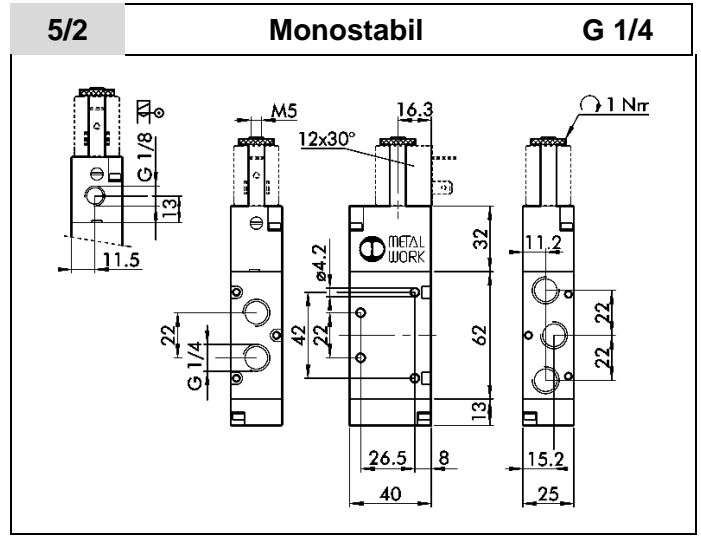 5/2 Monostabil G 1/4
M5
16.3
1 Nm
12x30°
G 1/8
13
11.5
ø4.2
METAL
WORK
32
11.2
22
G 1/4
42
22
62
22
22
13
26.5
8
15.2
40
25